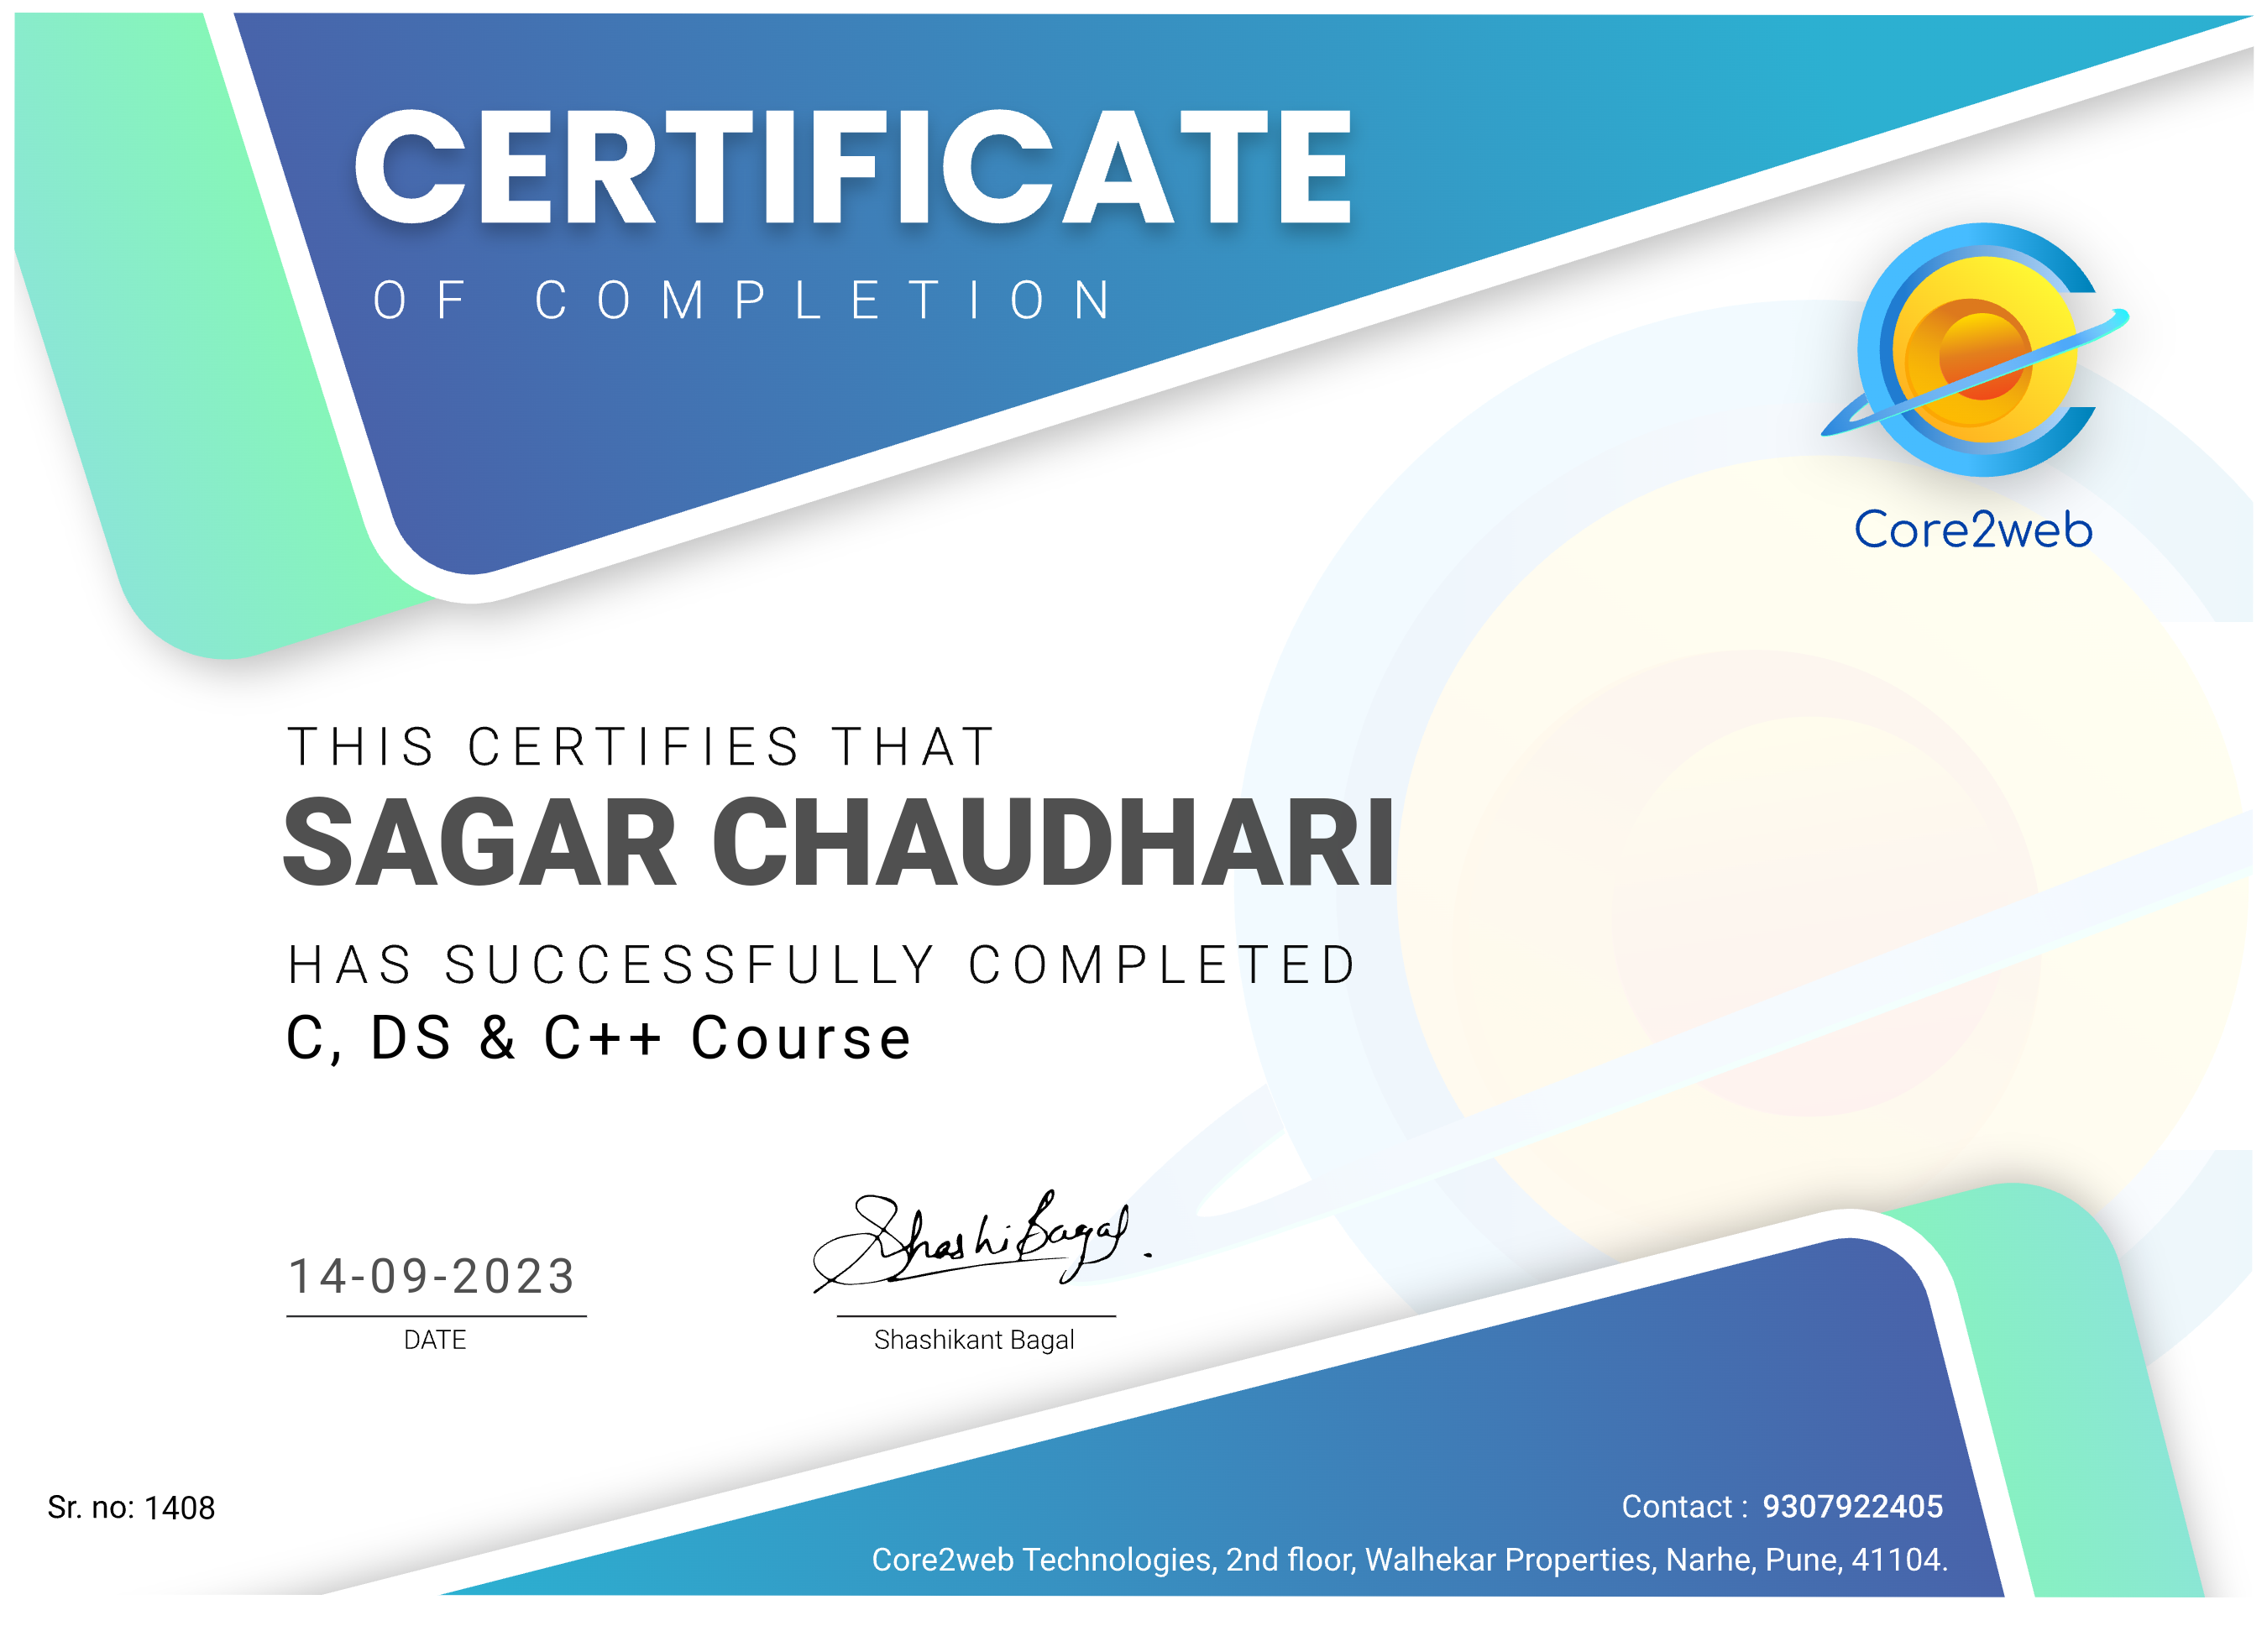 CERTIFICATE
OF COMPLETION
Core2web
THIS CERTIFIES THAT
SAGAR CHAUDHARI
HAS SUCCESSFULLY COMPLETED
C, DS & C++ Course
14-09-2023
DATE
Shashi Bagal.
Shashikant Bagal
Sr. no: 1408
Contact : 9307922405
Core2web Technologies, 2nd floor, Walhekar Properties, Narhe, Pune, 41104.